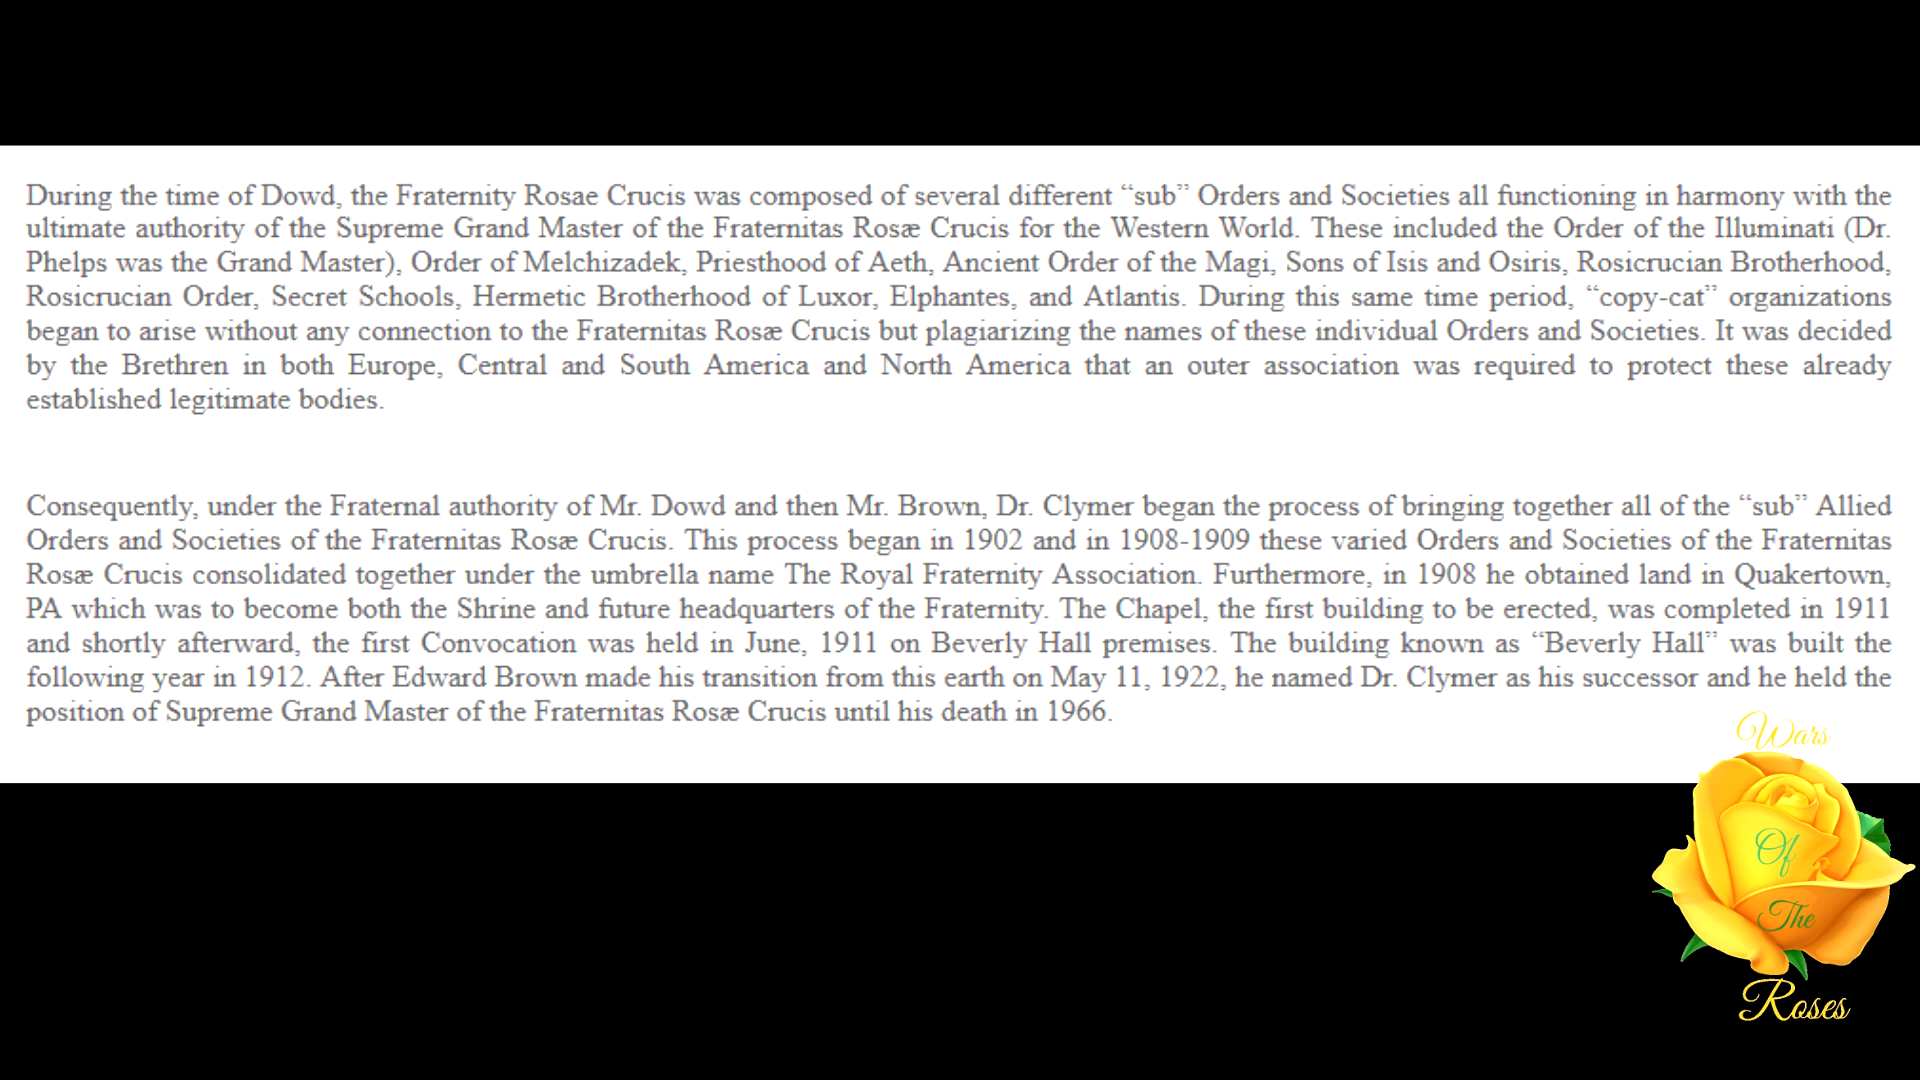 During the time of Dowd, the Fraternity Rosae Crucis was composed of several different “sub” Orders and Societies all functioning in harmony with the
ultimate authority of the Supreme Grand Master of the Fraternitas Rosæ Crucis for the Western World. These included the Order of the Illuminati (Dr.
Phelps was the Grand Master), Order of Melchizadek, Priesthood of Aeth, Ancient Order of the Magi, Sons of Isis and Osiris, Rosicrucian Brotherhood,
Rosicrucian Order, Secret Schools, Hermetic Brotherhood of Luxor, Elphantes, and Atlantis. During this same time period, “copy-cat” organizations
began to arise without any connection to the Fraternitas Rosæ Crucis but plagiarizing the names of these individual Orders and Societies. It was decided
by the Brethren in both Europe, Central and South America and North America that an outer association was required to protect these already
established legitimate bodies.
Consequently, under the Fraternal authority of Mr. Dowd and then Mr. Brown, Dr. Clymer began the process of bringing together all of the “sub” Allied
Orders and Societies of the Fraternitas Rosæ Crucis. This process began in 1902 and in 1908-1909 these varied Orders and Societies of the Fraternitas
Rosæ Crucis consolidated together under the umbrella name The Royal Fraternity Association. Furthermore, in 1908 he obtained land in Quakertown,
PA which was to become both the Shrine and future headquarters of the Fraternity. The Chapel, the first building to be erected, was completed in 1911
and shortly afterward, the first Convocation was held in June, 1911 on Beverly Hall premises. The building known as “Beverly Hall” was built the
following year in 1912. After Edward Brown made his transition from this earth on May 11, 1922, he named Dr. Clymer as his successor and he held the
position of Supreme Grand Master of the Fraternitas Rosæ Crucis until his death in 1966.
Wars
Of
The
Roses